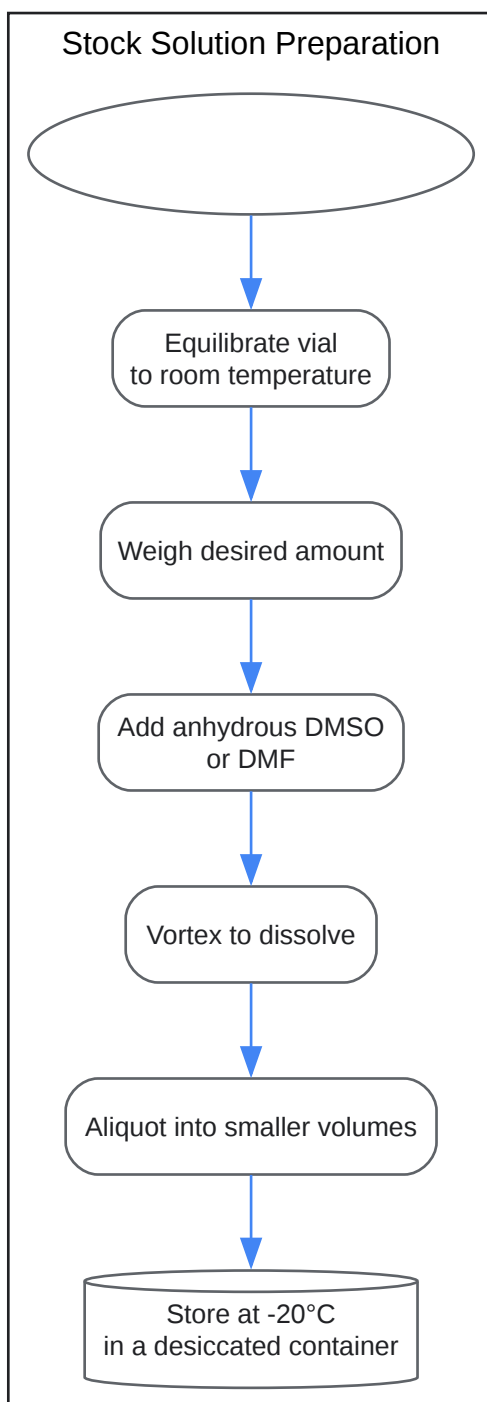 Stock Solution Preparation
Equilibrate vial
to room temperature
Weigh desired amount
Add anhydrous DMSO
or DMF
Vortex to dissolve
Aliquot into smaller volumes
Store at -20°C
in a desiccated container